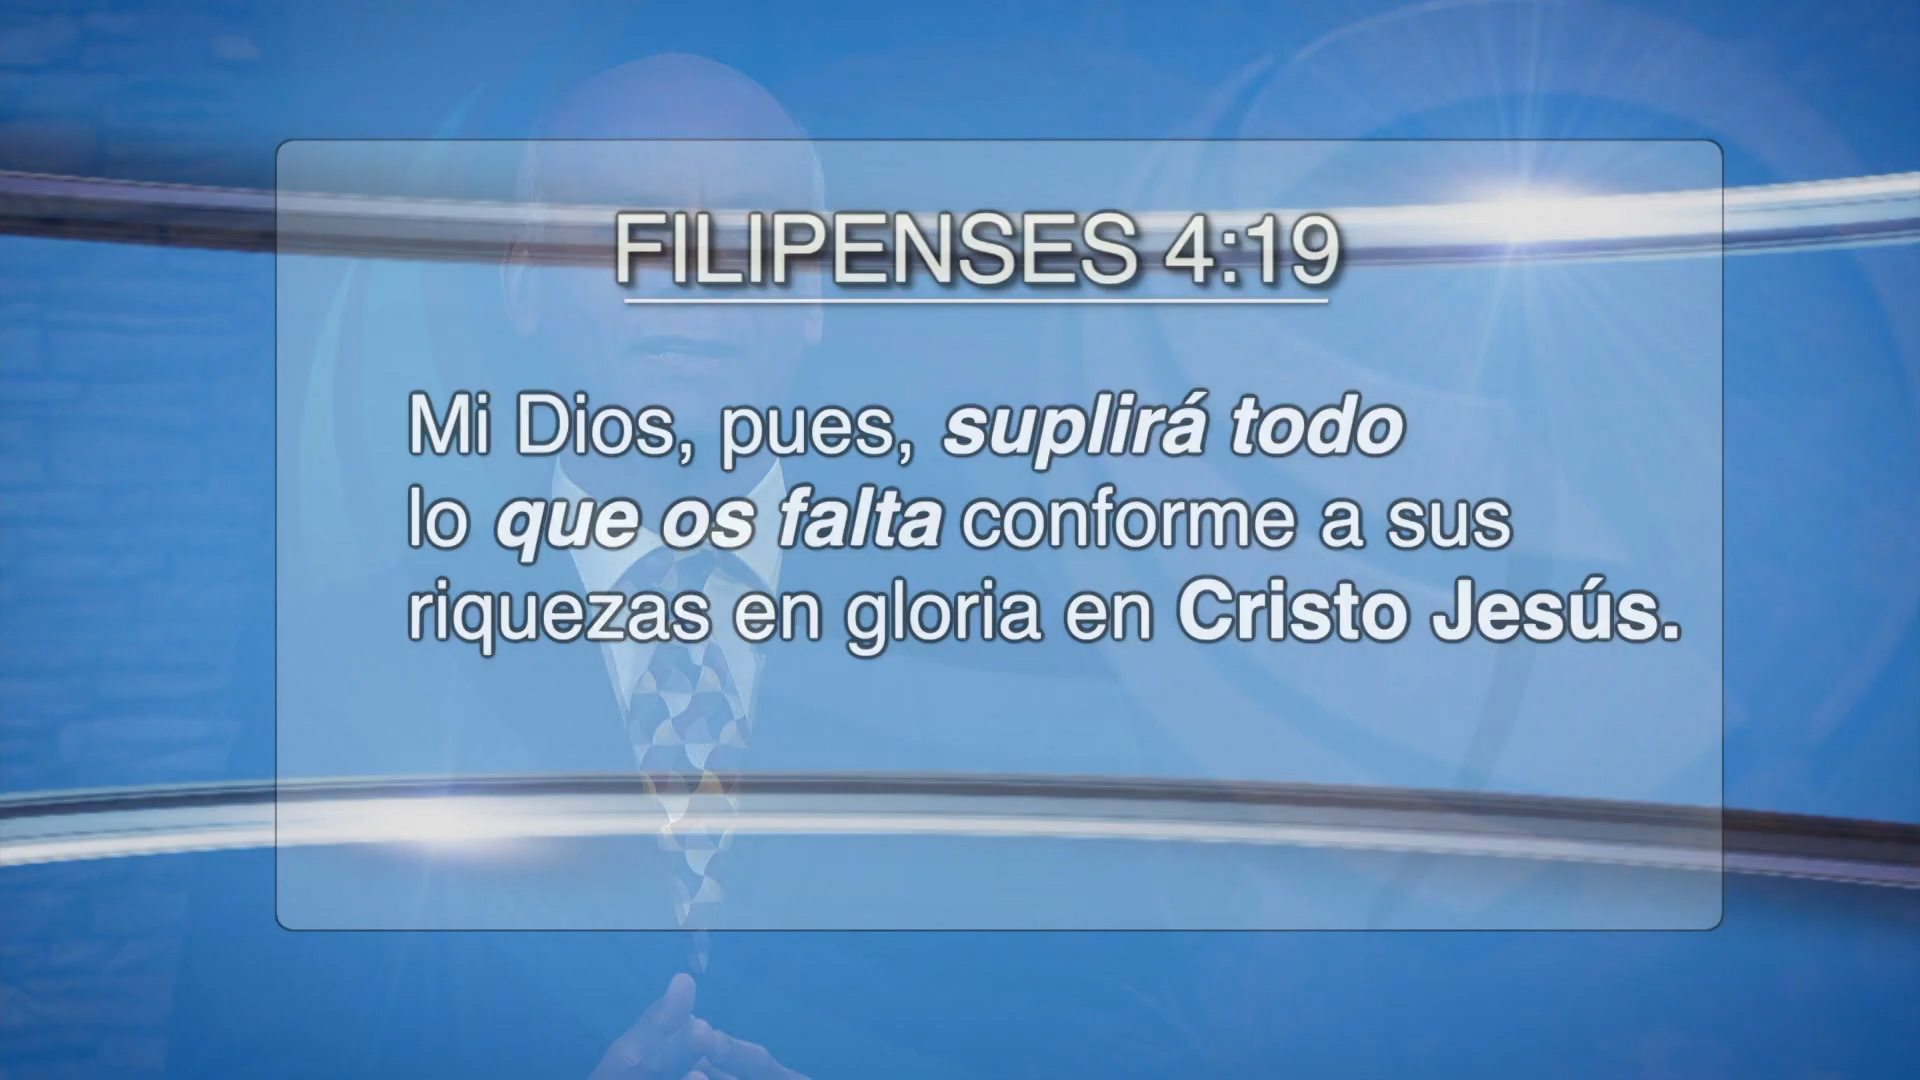 FILIPENSES 4:19
Mi Dios, pues, suplirá todo
lo que os falta conforme a sus
riquezas en gloria en Cristo Jesús.